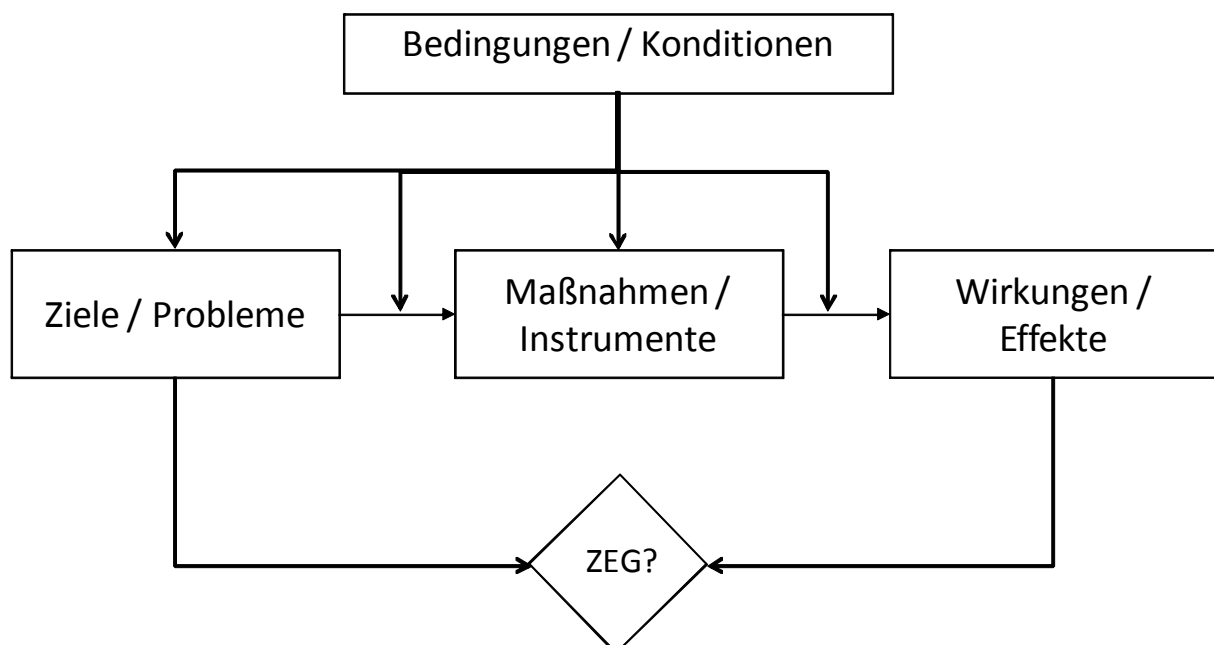 Bedingungen / Konditionen
Ziele / Probleme
Maßnahmen /
Instrumente
Wirkungen /
Effekte
ZEG?